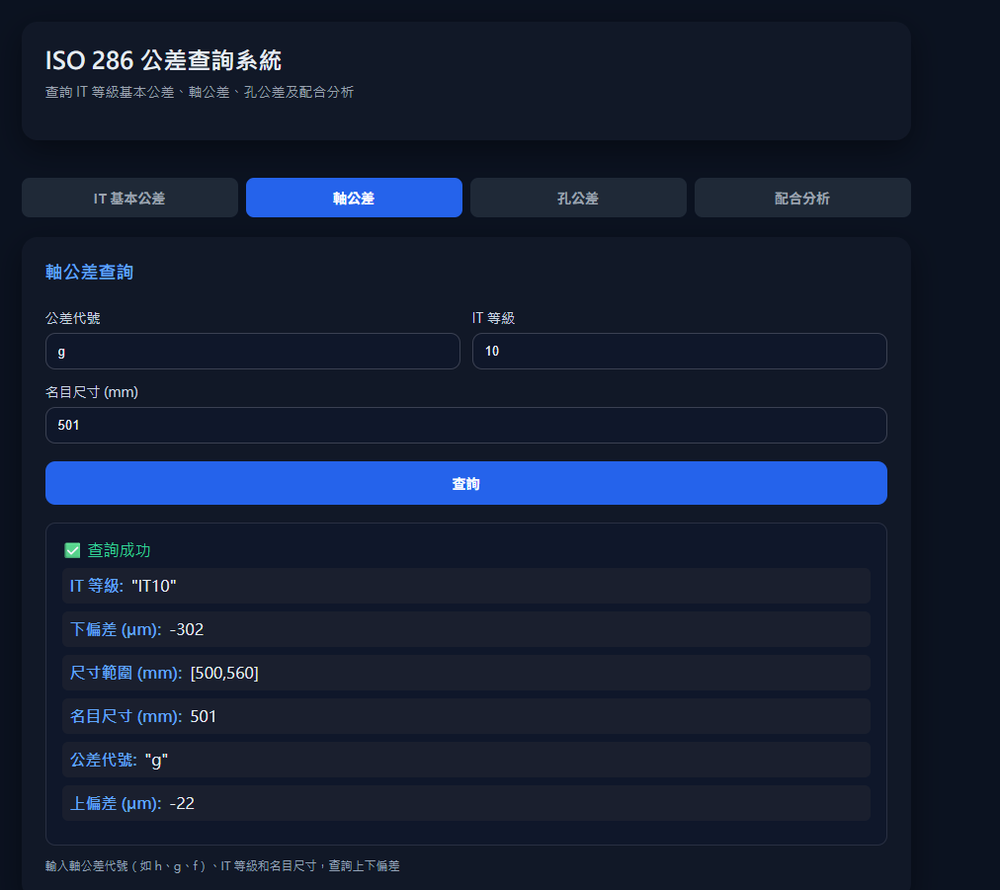 ISO 286 公差查詢系統
查詢 IT 等級基本公差、軸公差、孔公差及配合分析
IT 基本公差
軸公差
孔公差
配合分析
軸公差查詢
公差代號
IT 等級
g
10
名目尺寸 (mm)
501
查詢
✅ 查詢成功
IT 等級: "IT10"
下偏差 (μm): -302
尺寸範圍 (mm): [500,560]
名目尺寸 (mm): 501
公差代號: "g"
上偏差 (μm): -22
輸入軸公差代號 ( 如 h、g、f ) 、IT 等級和名目尺寸，查詢上下偏差